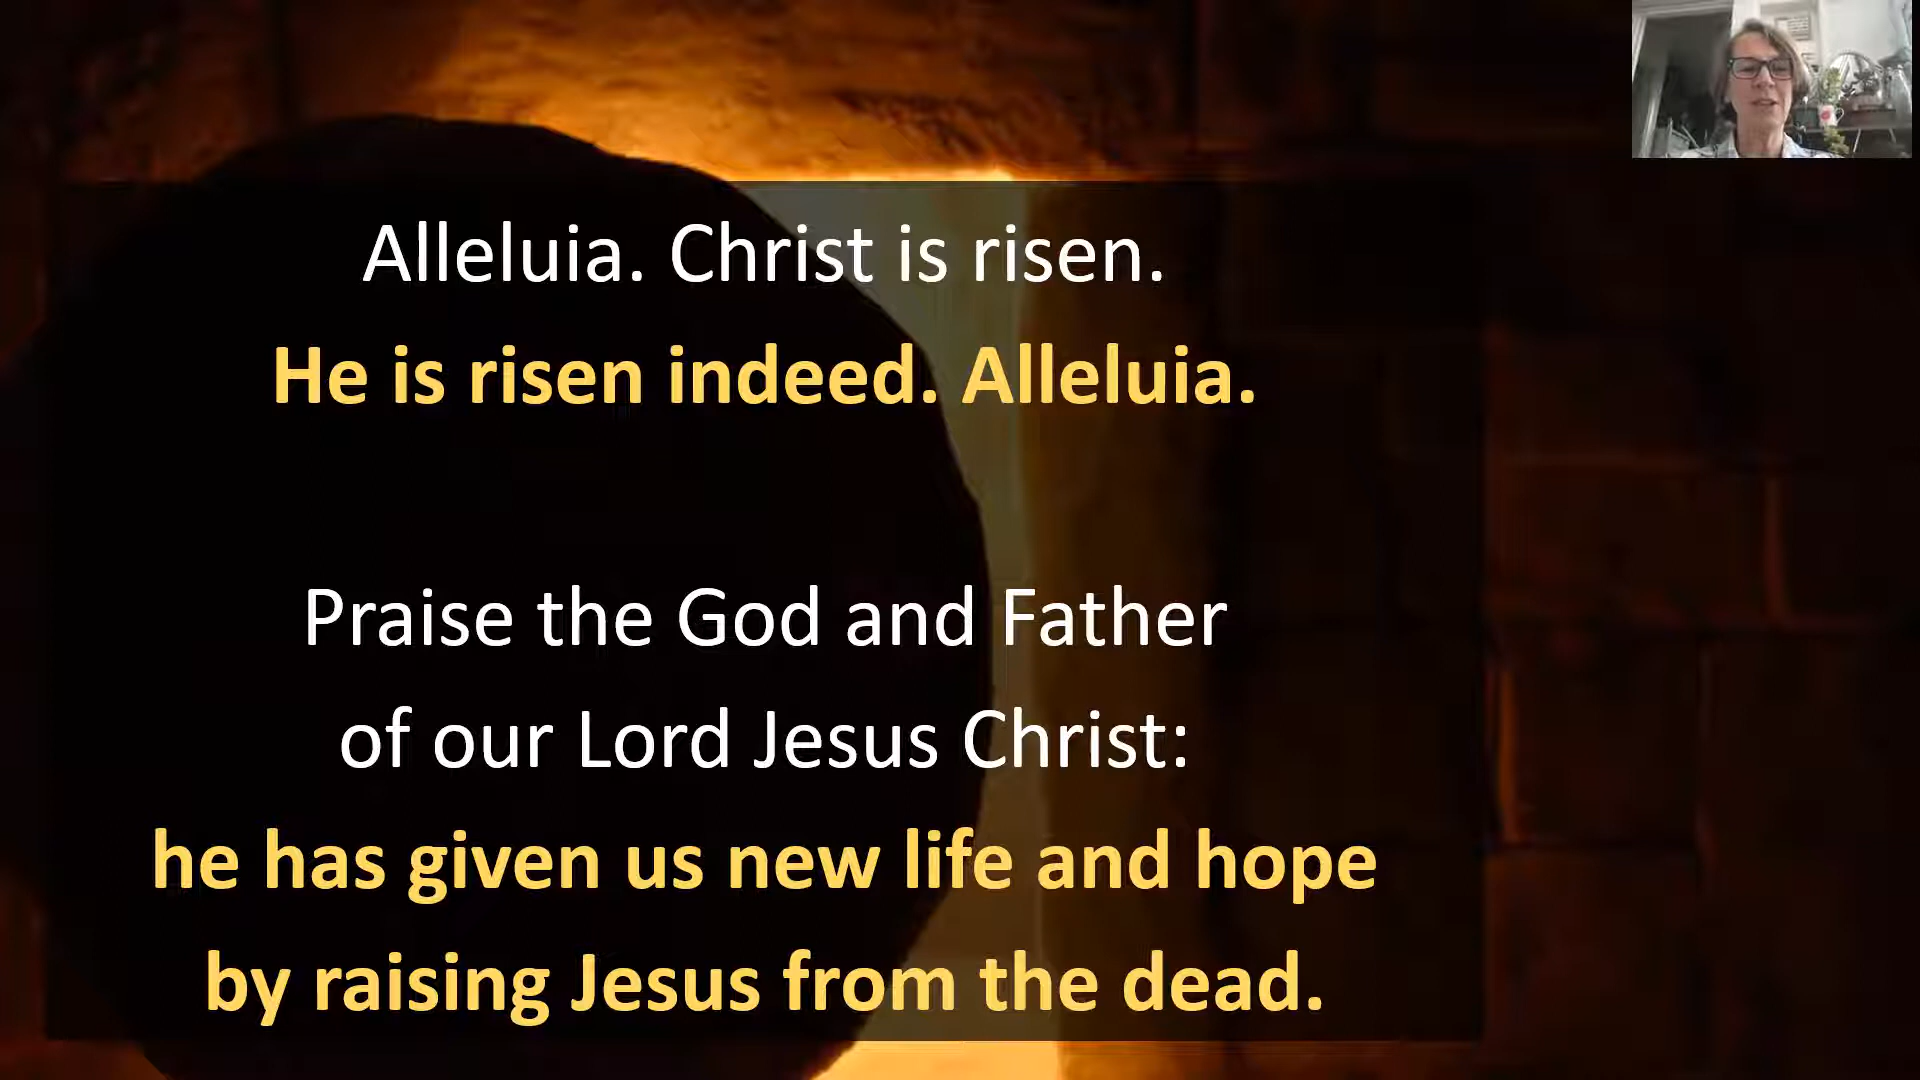 Alleluia. Christ is risen.
He is risen indeed. Alleluia.
Praise the God and Father
of our Lord Jesus Christ:
he has given us new life and hope
by raising Jesus from the dead.